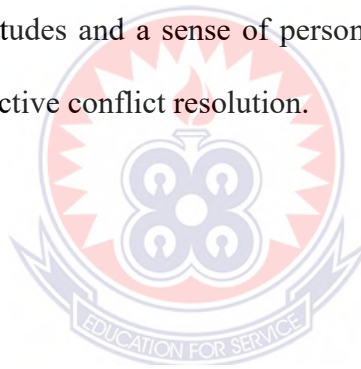 tudes and a sense of person
ctive conflict resolution.
EDUCATION FOR SERVICE